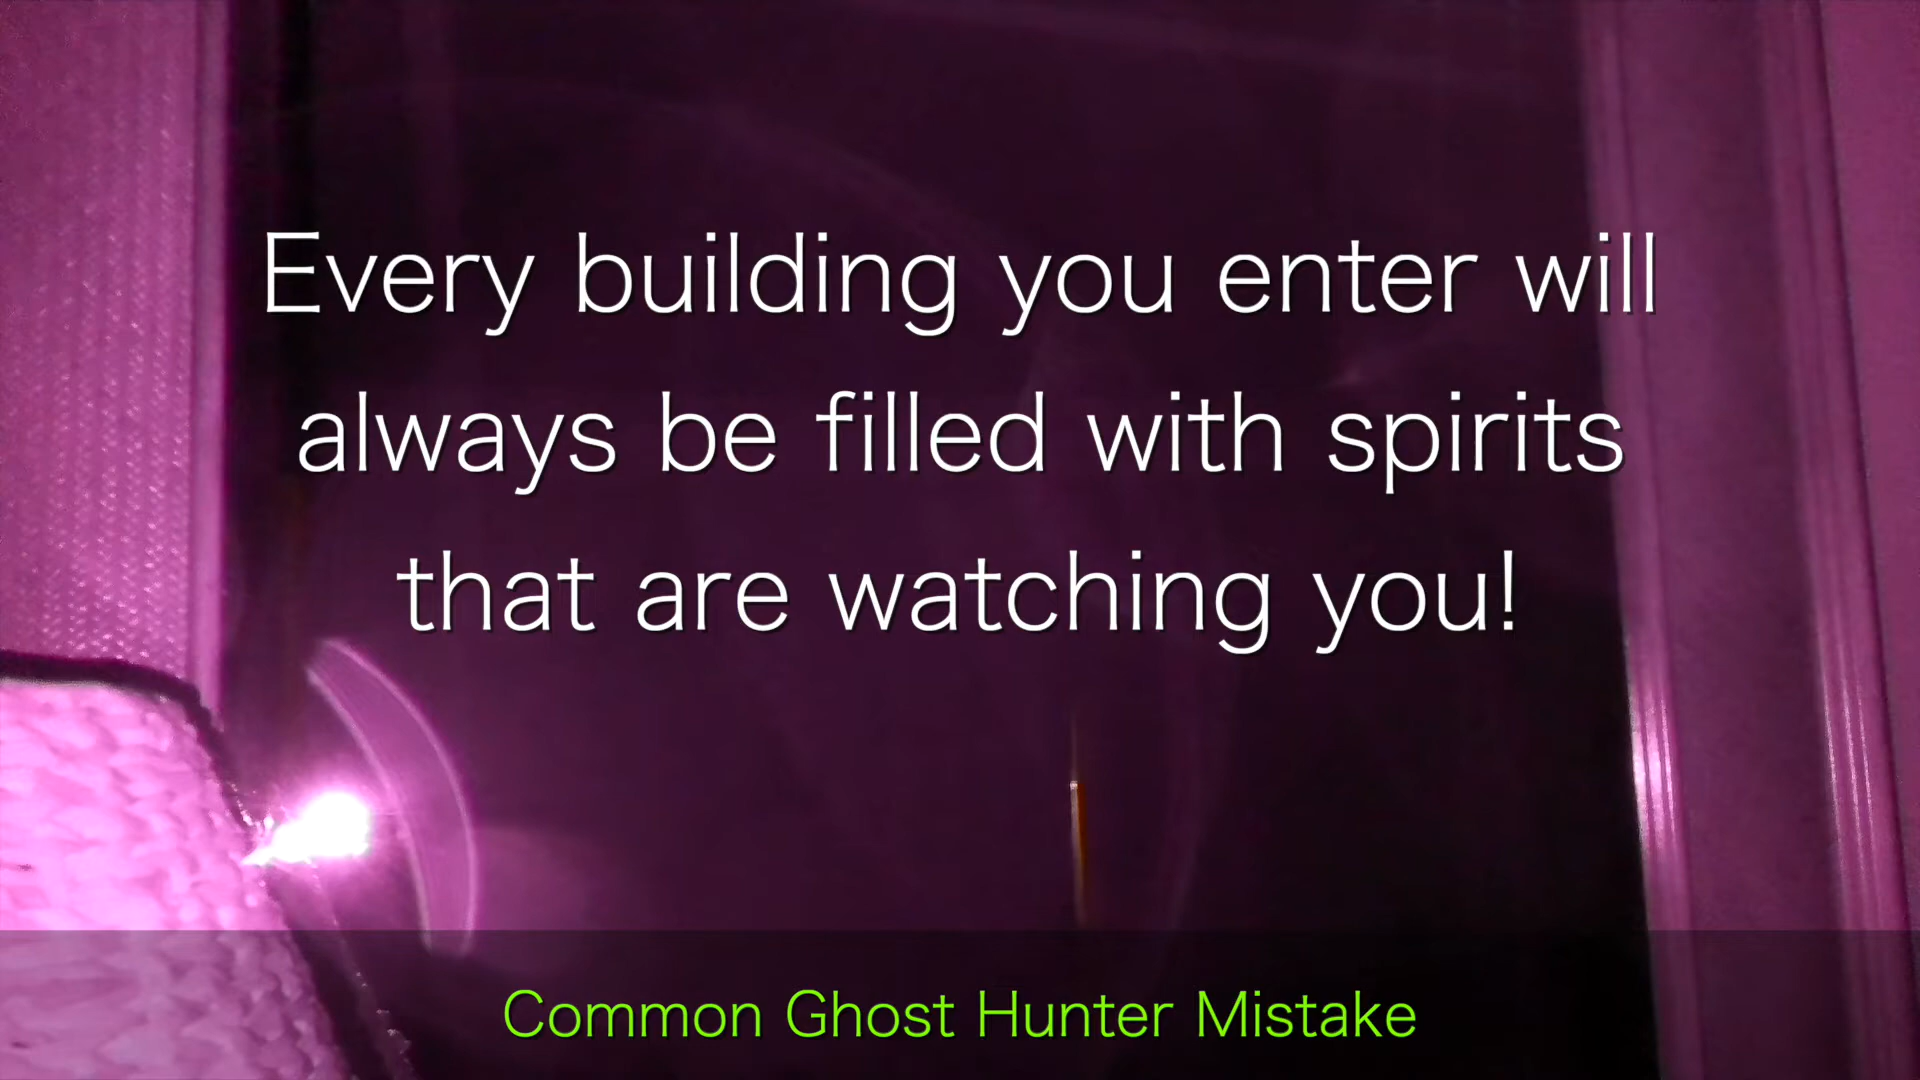 Every building you enter will
always be filled with spirits
that are watching you!
Common Ghost Hunter Mistake